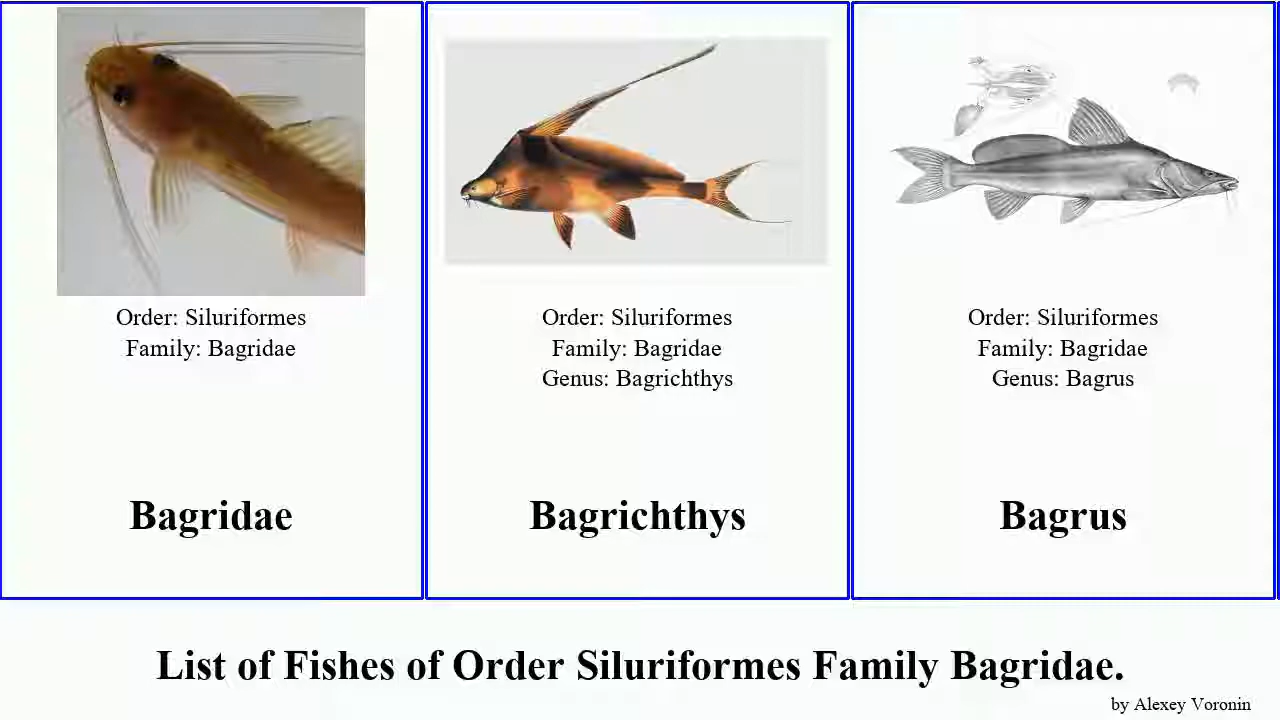 Order: Siluriformes
Family: Bagridae
Bagridae
Order: Siluriformes
Family: Bagridae
Genus: Bagrichthys
Bagrichthys
Order: Siluriformes
Family: Bagridae
Genus: Bagrus
Bagrus
List of Fishes of Order Siluriformes Family Bagridae.
by Alexey Voronin